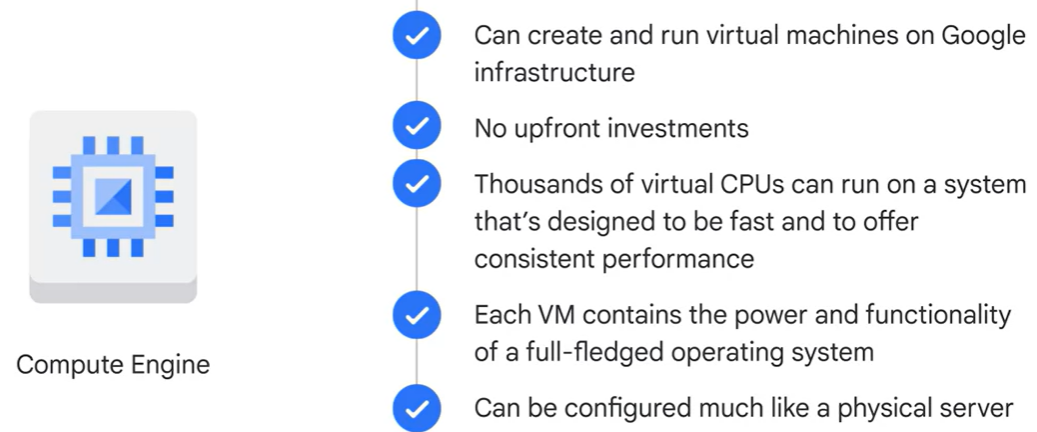 Can create and run virtual machines on Google
infrastructure
No upfront investments
Thousands of virtual CPUs can run on a system
that's designed to be fast and to offer
consistent performance
Each VM contains the power and functionality
of a full-fledged operating system
Compute Engine
Can be configured much like a physical server